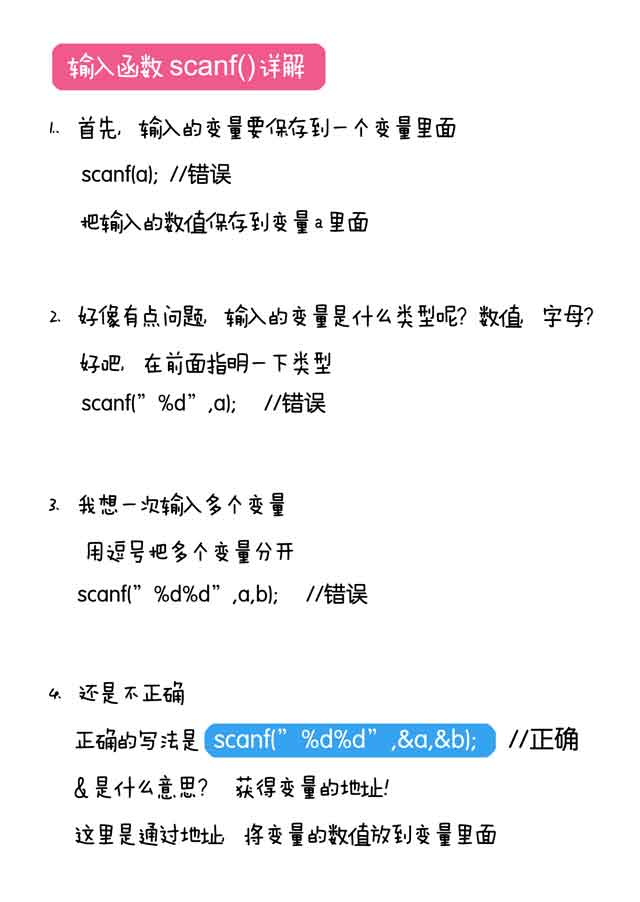 输入函数 scanf() 详解
1. 首先, 输入的变量要保存到一个变量里面
scanf(a); //错误
把输入的数值保存到变量a里面
2. 好像有点问题, 输入的变量是什么类型呢? 数值, 字母?
好吧, 在前面指明一下类型
scanf(”%d”,a); //错误
3. 我想一次输入多个变量
用逗号把多个变量分开
scanf(”%d%d”,a,b); //错误
4. 还是不正确
正确的写法是 scanf(”%d%d”,&a,&b); //正确
&是什么意思? 获得变量的地址!
这里是通过地址, 将变量的数值放到变量里面